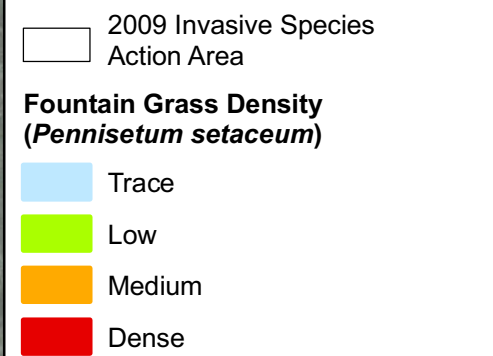 2009 Invasive Species
Action Area
Fountain Grass Density
(Pennisetum setaceum)
Trace
Low
Medium
Dense